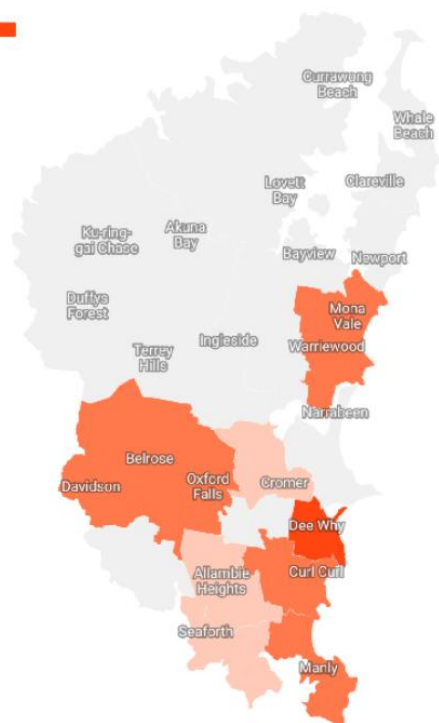 Currawong
Beach
Whale
Beach
Lovett
Bay
Clareville
Ku-ring-
gai Chase
Akuna
Bay
Bayview
Newport
Duffys
Forest
Mona
Vale
Ingleside
Warriewood
Terrey
Hills
Narrabeen
Belrose
Davidson
Oxford
Falls
Cromer
Dee Why
Allambie
Heights
Curl Curl
Seaforth
Manly